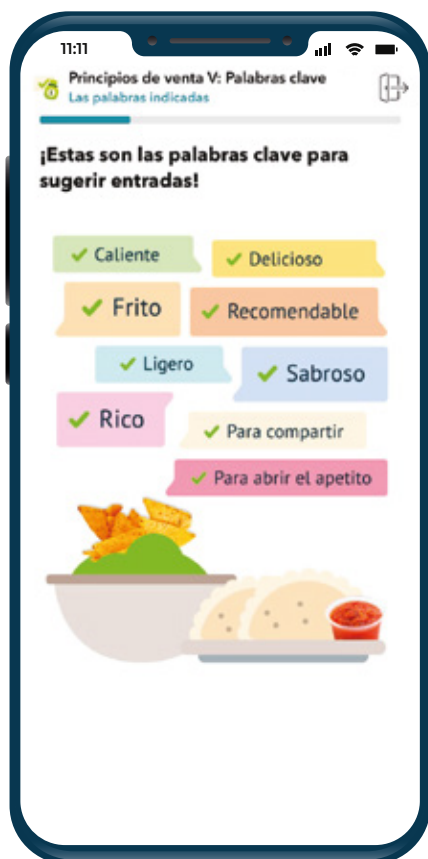 11:11
Principios de venta V: Palabras clave
Las palabras indicadas
¡Estas son las palabras clave para
sugerir entradas!
Caliente
Delicioso
Frito
Recomendable
Ligero
Sabroso
Rico
Para compartir
Para abrir el apetito